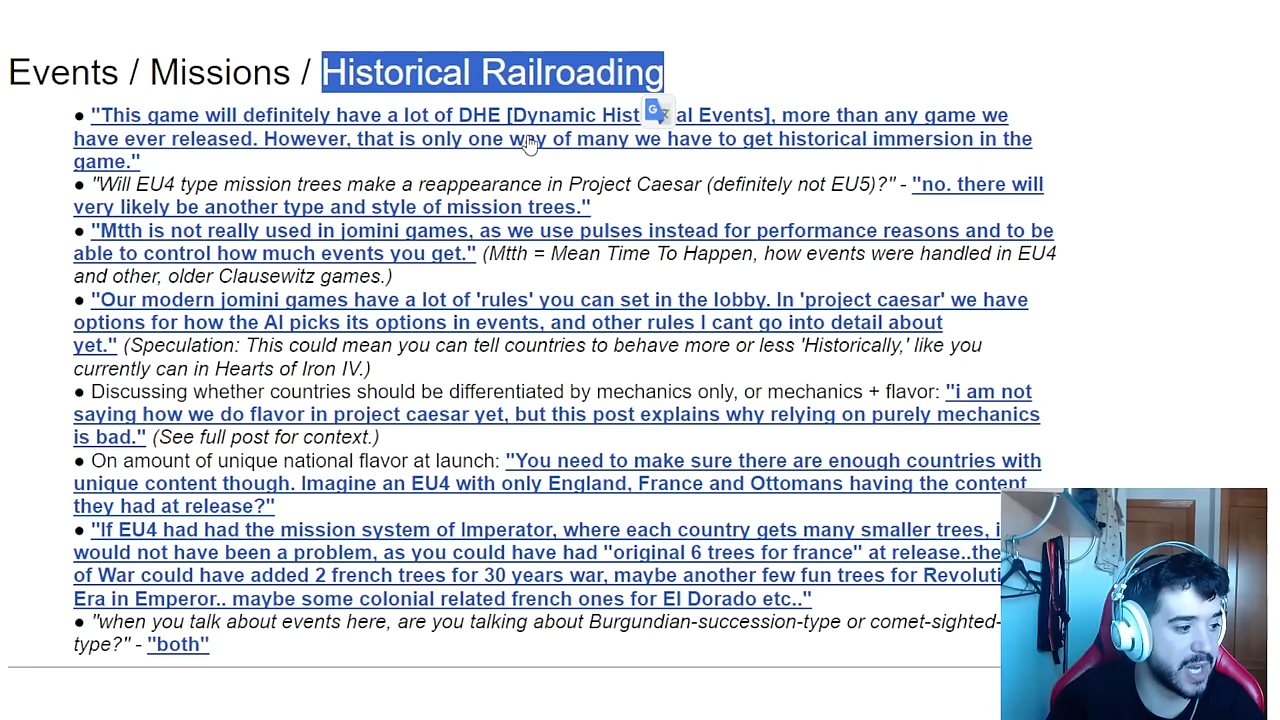 Events / Missions / Historical Railroading
● "This game will definitely have a lot of DHE [Dynamic Hist al Events], more than any game we
have ever released. However, that is only one way of many we have to get historical immersion in the
game."
● "Will EU4 type mission trees make a reappearance in Project Caesar (definitely not EU5)?" - "no. there will
very likely be another type and style of mission trees."
● "Mtth is not really used in jomini games, as we use pulses instead for performance reasons and to be
able to control how much events you get." (Mtth = Mean Time To Happen, how events were handled in EU4
and other, older Clausewitz games.)
● "Our modern jomini games have a lot of 'rules' you can set in the lobby. In 'project caesar' we have
options for how the AI picks its options in events, and other rules I cant go into detail about
yet." (Speculation: This could mean you can tell countries to behave more or less 'Historically,' like you
currently can in Hearts of Iron IV.)
● Discussing whether countries should be differentiated by mechanics only, or mechanics + flavor: "i am not
saying how we do flavor in project caesar yet, but this post explains why relying on purely mechanics
is bad." (See full post for context.)
● On amount of unique national flavor at launch: "You need to make sure there are enough countries with
unique content though. Imagine an EU4 with only England, France and Ottomans having the content
they had at release?"
● "If EU4 had had the mission system of Imperator, where each country gets many smaller trees, i
would not have been a problem, as you could have had "original 6 trees for france" at release..the
of War could have added 2 french trees for 30 years war, maybe another few fun trees for Revoluti
Era in Emperor.. maybe some colonial related french ones for El Dorado etc.."
● "when you talk about events here, are you talking about Burgundian-succession-type or comet-sighted-
type?" - "both"